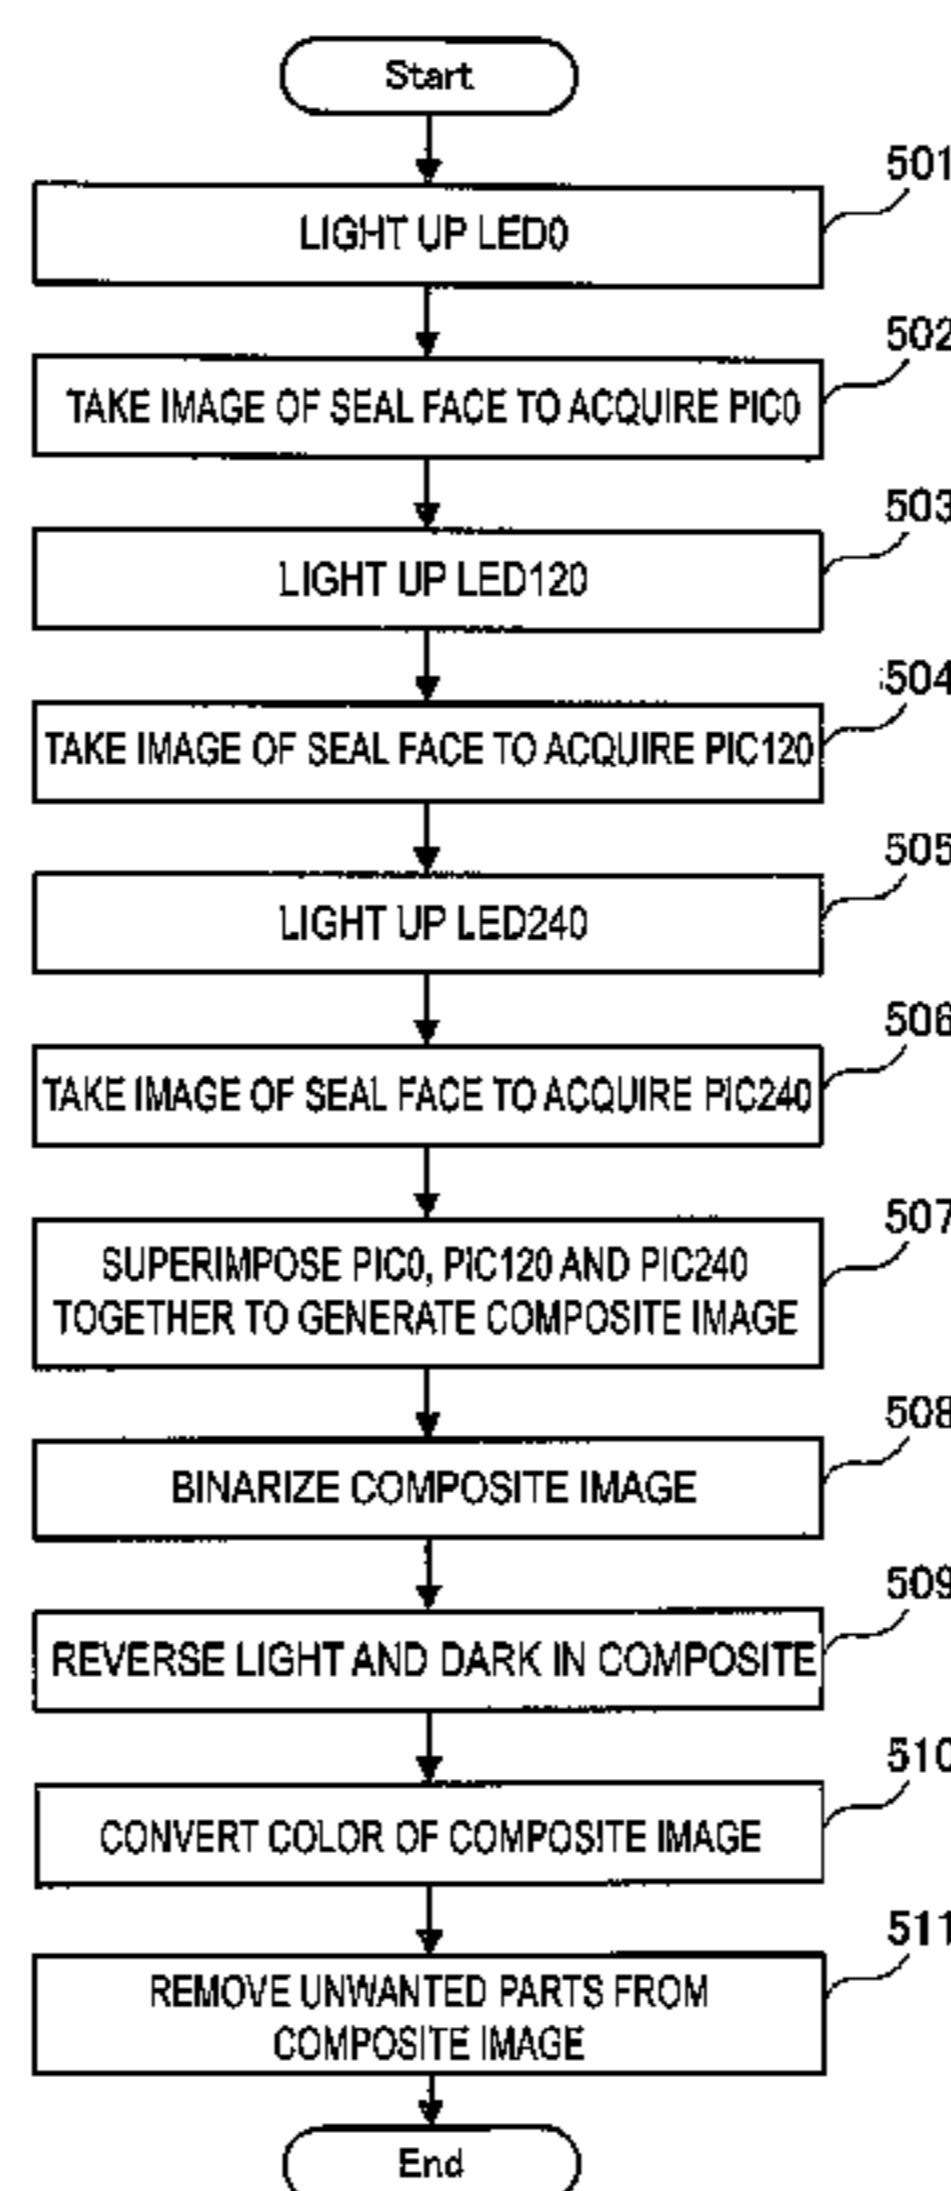 Start
501
LIGHT UP LED0
502
TAKE IMAGE OF SEAL FACE TO ACQUIRE PIC0
503
LIGHT UP LED120
504
TAKE IMAGE OF SEAL FACE TO ACQUIRE PIC120
505
LIGHT UP LED240
506
TAKE IMAGE OF SEAL FACE TO ACQUIRE PIC240
507
SUPERIMPOSE PIC0, PIC120 AND PIC240
TOGETHER TO GENERATE COMPOSITE IMAGE
508
BINARIZE COMPOSITE IMAGE
509
REVERSE LIGHT AND DARK IN COMPOSITE
510
CONVERT COLOR OF COMPOSITE IMAGE
511
REMOVE UNWANTED PARTS FROM
COMPOSITE IMAGE
End